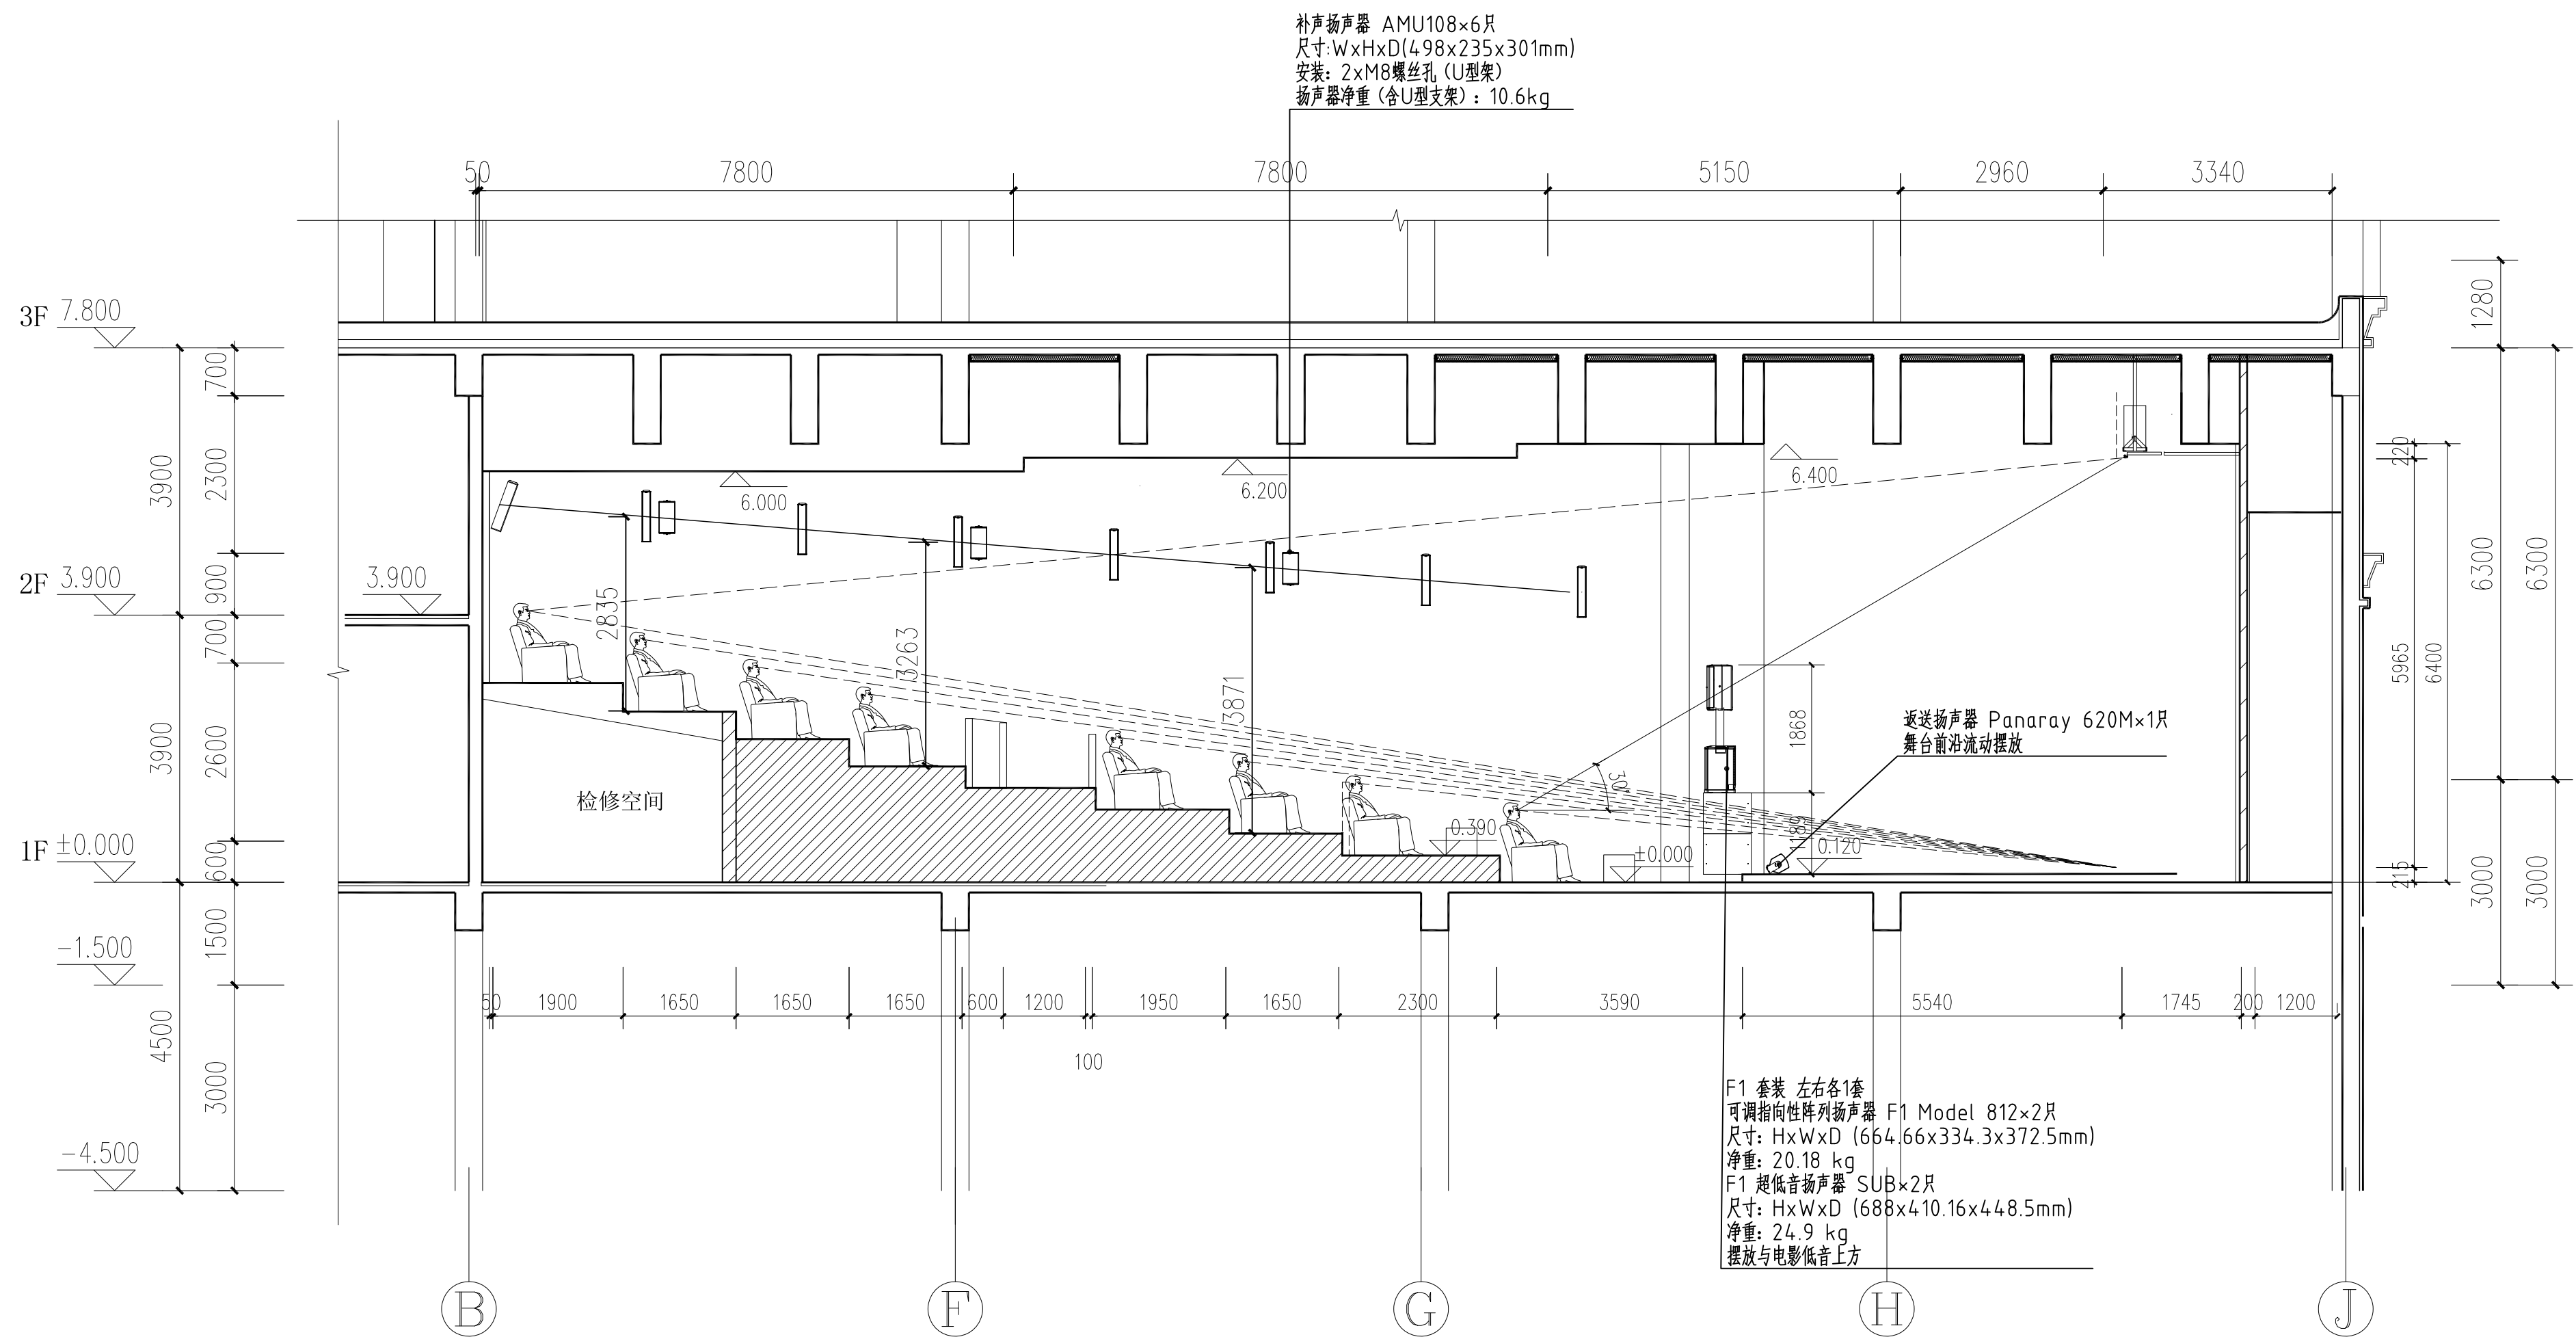 补声扬声器 AMU108×6只
尺寸:WxHxD(498x235x301mm)
安装: 2xM8螺丝孔 (U型架)
扬声器净重 (含U型支架) : 10.6kg
50
7800
7800
5150
2960
3340
3F 7.800
1280
700
2300
3900
6.000
6.200
6.400
220
2F 3.900
3.900
900
700
2835
3263
3871
6300
6300
5965
6400
1868
返送扬声器 Panaray 620M×1只
舞台前沿流动摆放
3900
2600
检修空间
30°
0.390
±0.000
0.120
1F ±0.000
600
215
3000
3000
1500
-1.500
50
1900
1650
1650
1650
600
1200
1950
1650
2300
3590
5540
1745
200
1200
100
4500
3000
-4.500
F1 套装 左右各1套
可调指向性阵列扬声器 F1 Model 812×2只
尺寸: HxWxD (664.66x334.3x372.5mm)
净重: 20.18 kg
F1 超低音扬声器 SUB×2只
尺寸: HxWxD (688x410.16x448.5mm)
净重: 24.9 kg
摆放与电影低音上方
B
F
G
H
J